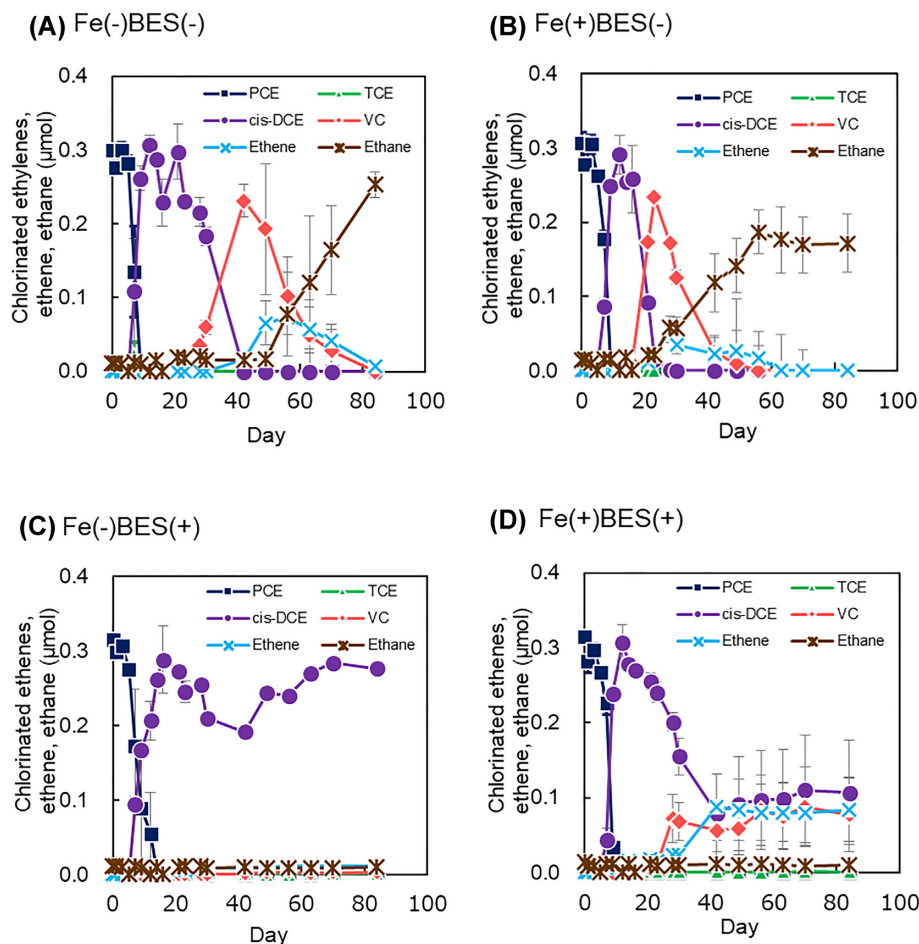 (A) Fe(-)BES(-)
Chlorinated ethylenes,
ethene, ethane (µmol)
0.4
0.3
0.2
0.1
0.0
PCE TCE
cis-DCE VC
Ethene Ethane
0 20 40 60 80 100
Day
(B) Fe(+)BES(-)
Chlorinated ethylenes,
ethene, ethane (µmol)
0.4
0.3
0.2
0.1
0.0
PCE TCE
cis-DCE VC
Ethene Ethane
0 20 40 60 80 100
Day
(C) Fe(-)BES(+)
Chlorinated ethenes,
ethene, ethane (µmol)
0.4
0.3
0.2
0.1
0.0
PCE TCE
cis-DCE VC
Ethene Ethane
0 20 40 60 80 100
Day
(D) Fe(+)BES(+)
Chlorinated ethenes,
ethene, ethane (µmol)
0.4
0.3
0.2
0.1
0.0
PCE TCE
cis-DCE VC
Ethene Ethane
0 20 40 60 80 100
Day